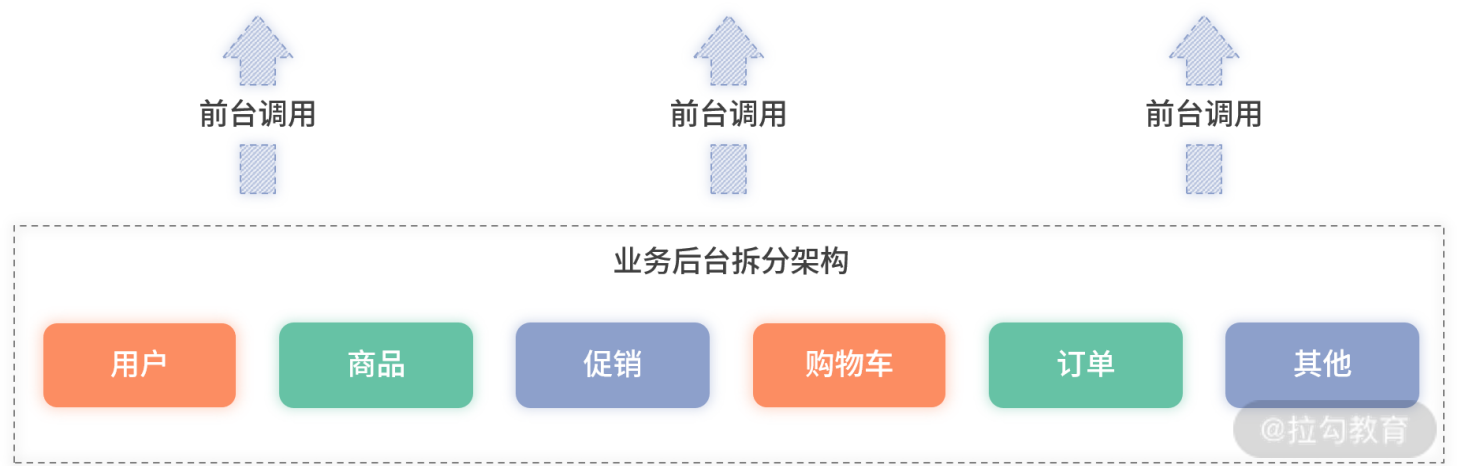 前台调用 前台调用 前台调用
业务后台拆分架构
用户 商品 促销 购物车 订单 其他
@拉勾教育